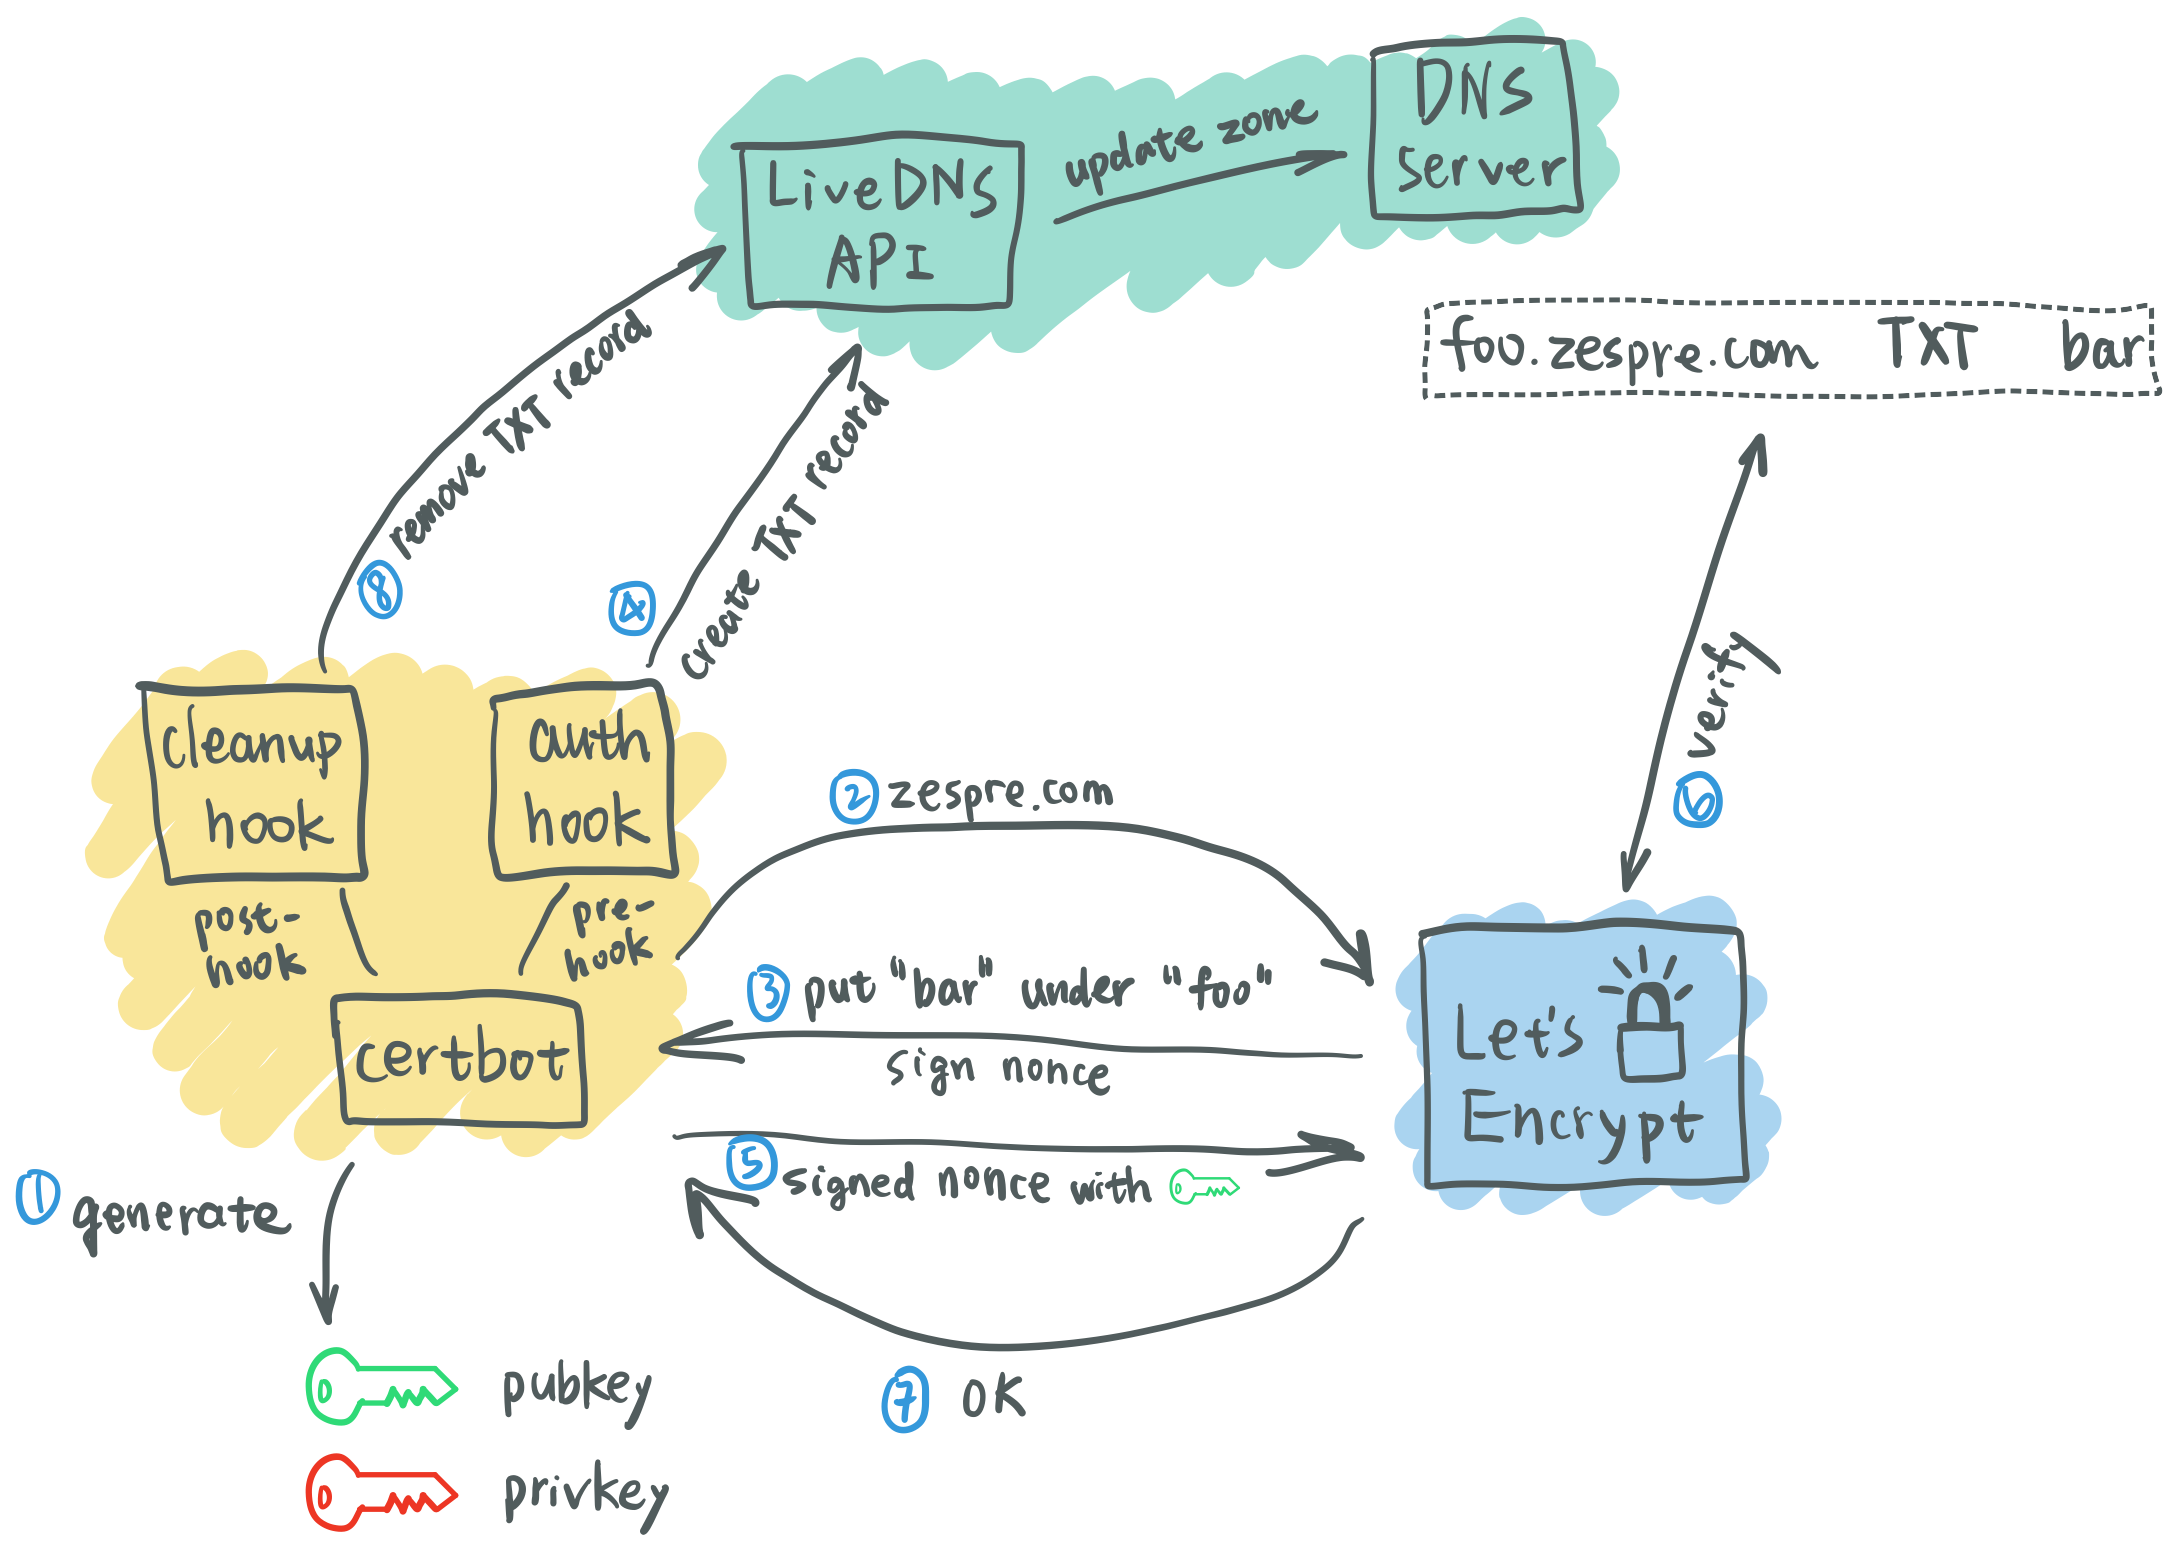 DNS
server
update zone
LiveDNS
API
foo.zespre.com TXT bar
⑧ remove TXT record
④ create TXT record
⑥ verify
cleanup
hook
auth
hook
post-
hook
pre-
hook
certbot
② zespre.com
③ put "bar" under "foo"
sign nonce
⑤ signed nonce with
Let's
Encrypt
① generate
⑦ OK
pubkey
privkey